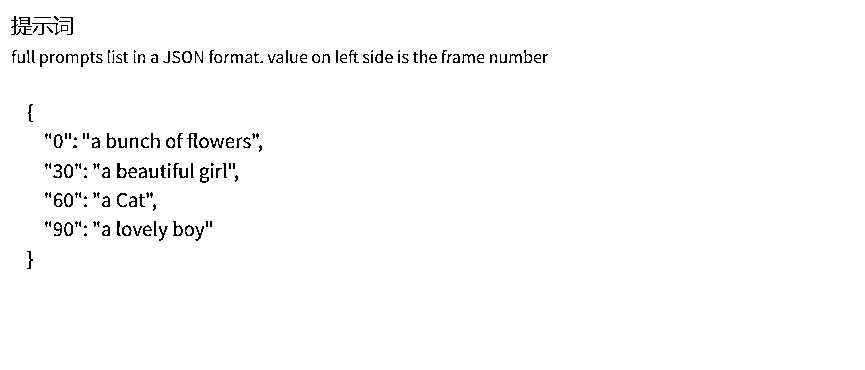 提示词
full prompts list in a JSON format. value on left side is the frame number
{
"0": "a bunch of flowers”,
"30": "a beautiful girl",
"60": "a Cat”,
"90": "a lovely boy"
}